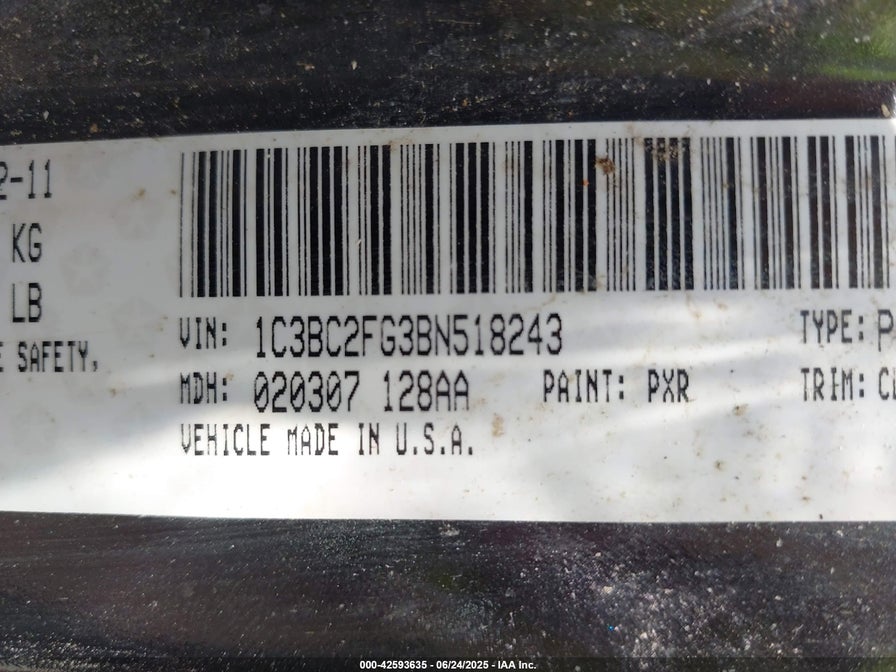 2-11
KG
LB
E SAFETY,
VIN: 1C3BC2FG3BN518243 TYPE: P
MDH: 020307 128AA PAINT: PXR TRIM: CL
VEHICLE MADE IN U.S.A.
000-42593635 - 06/24/2025 - IAA Inc.